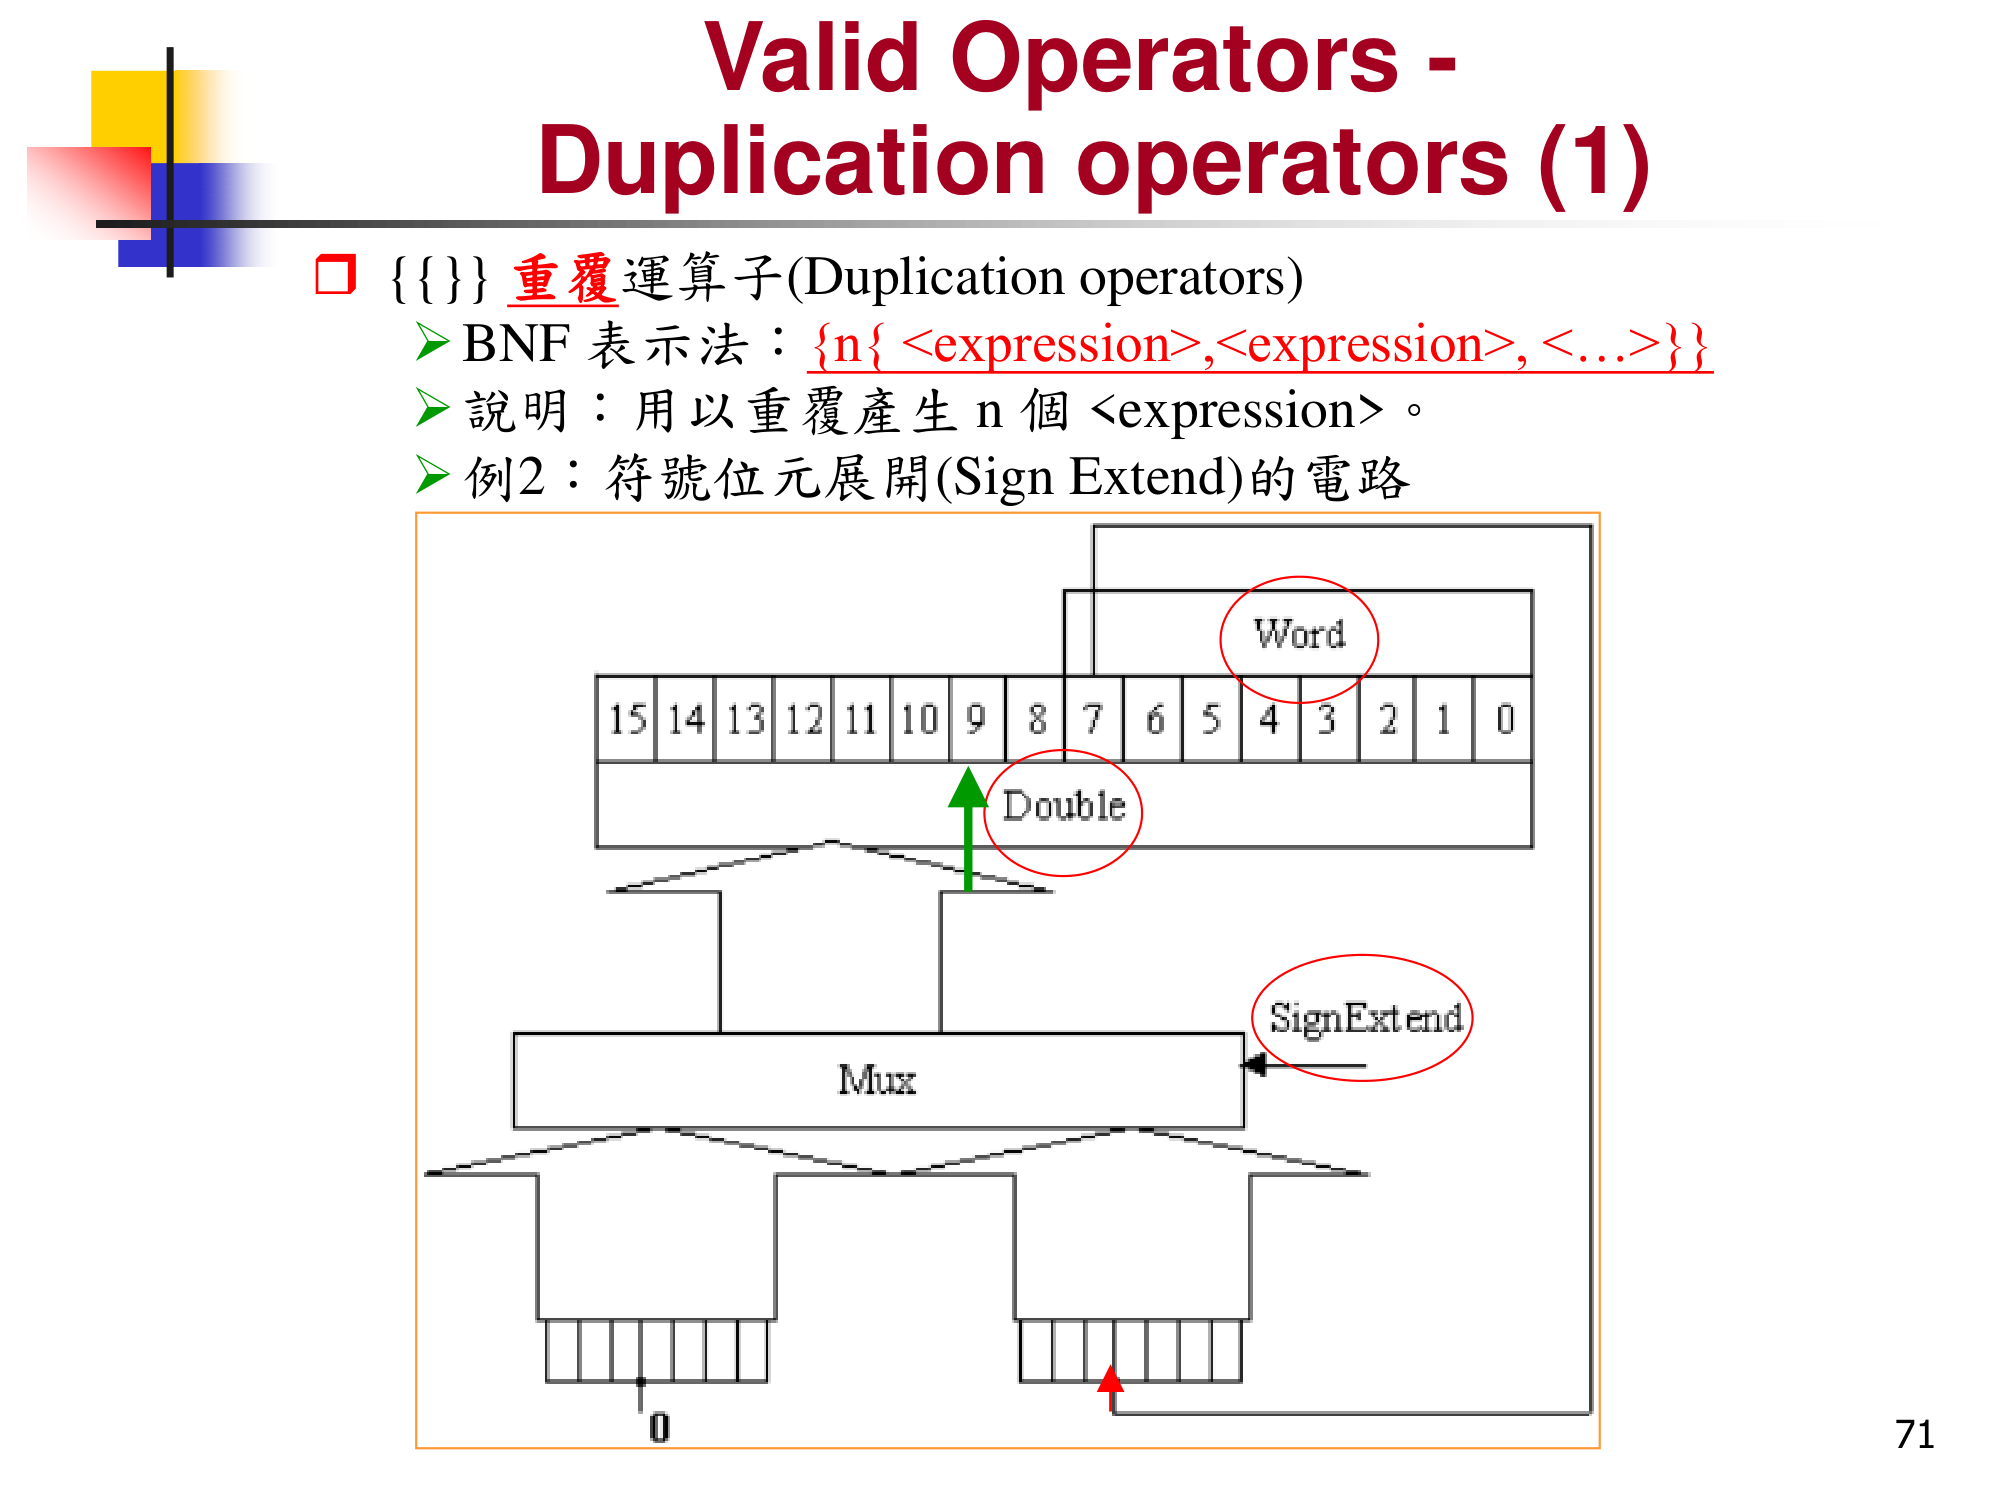 Valid Operators -
Duplication operators (1)
{{}} 重覆運算子(Duplication operators)
BNF 表示法：{n{ <expression>,<expression>, <…>}}
說明：用以重覆產生 n 個 <expression>。
例2：符號位元展開(Sign Extend)的電路
Word
15 14 13 12 11 10 9 8 7 6 5 4 3 2 1 0
Double
SignExtend
Mux
0
71